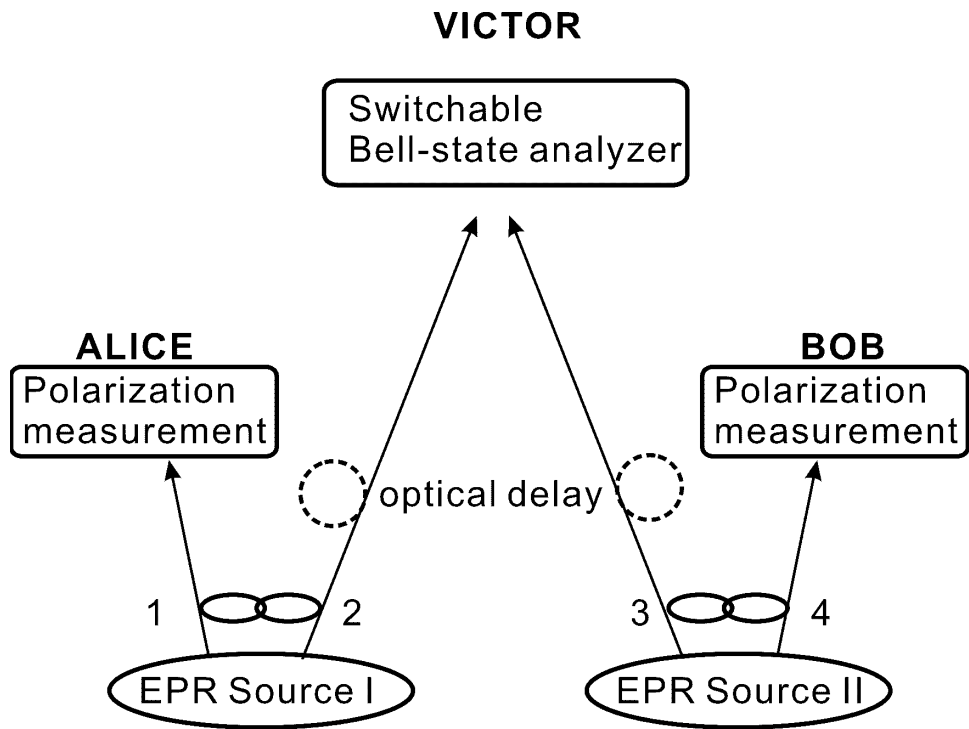 VICTOR
Switchable
Bell-state analyzer
ALICE
BOB
Polarization
measurement
Polarization
measurement
optical delay
1
2
3
4
EPR Source I
EPR Source II